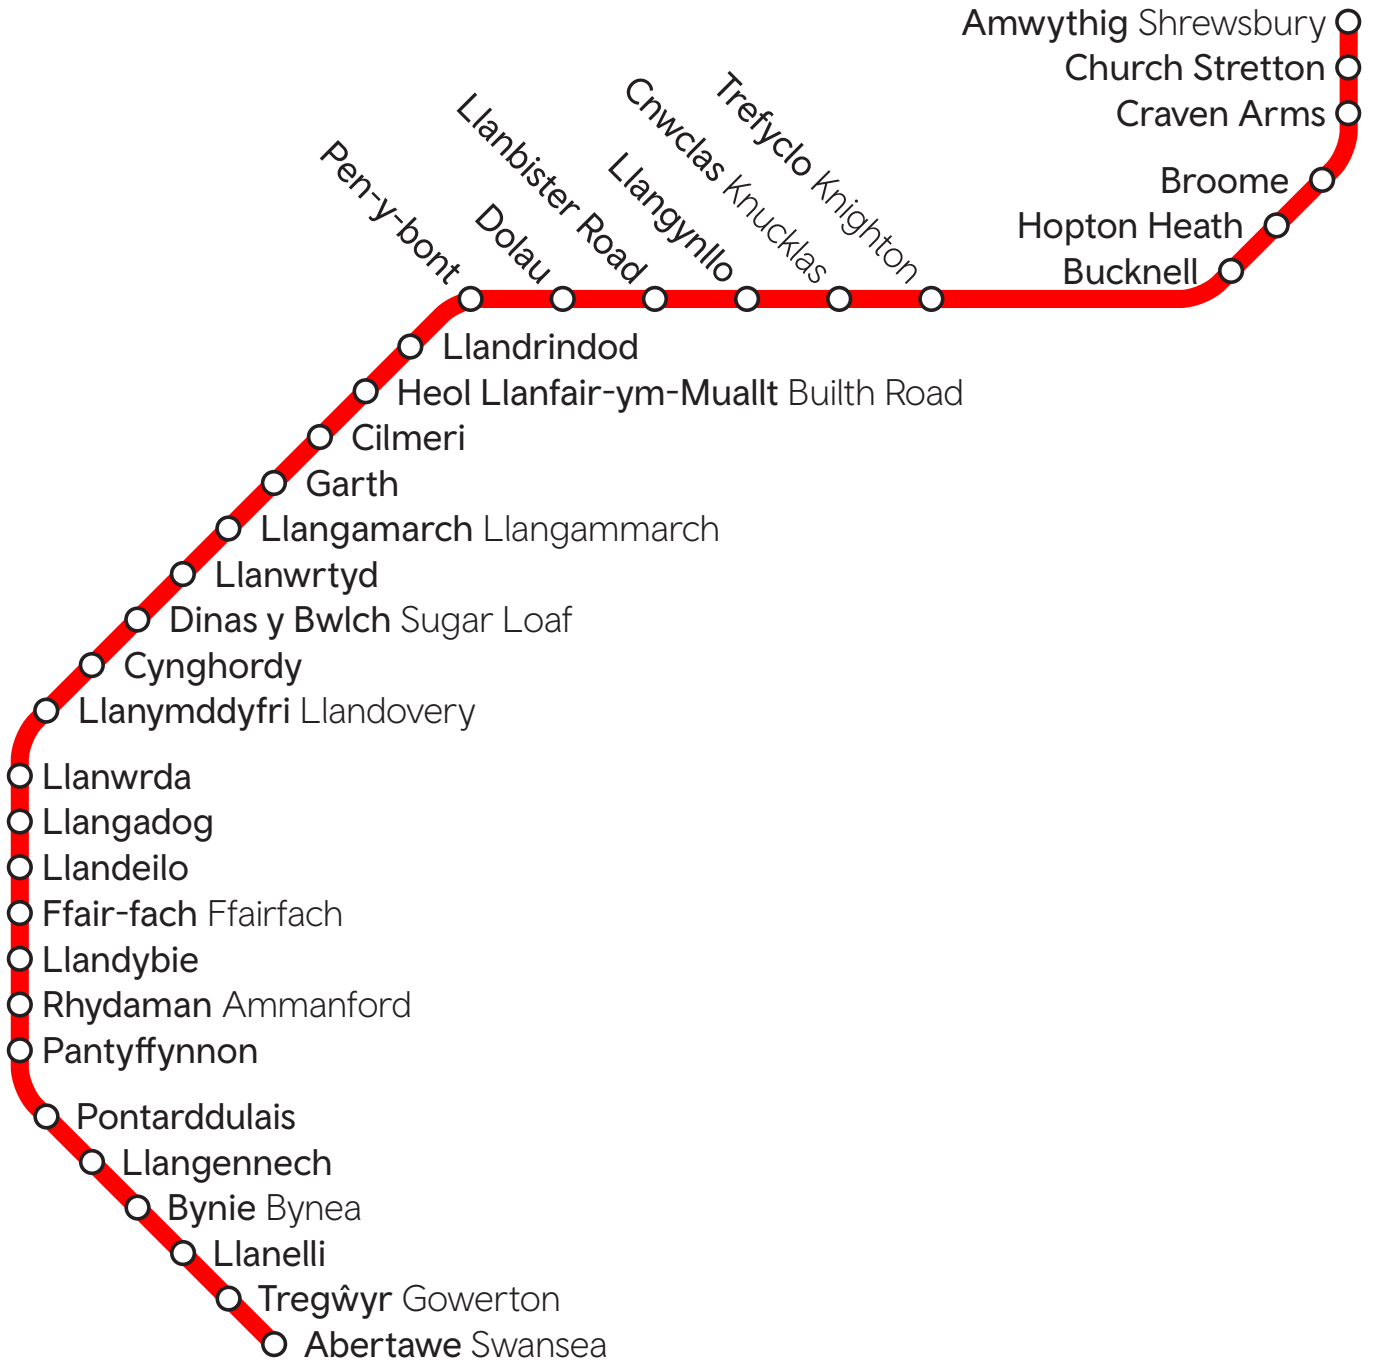 Amwythig Shrewsbury
Church Stretton
Craven Arms
Broome
Hopton Heath
Bucknell
Trefyclo Knighton
Cnwclas Knucklas
Llangynllo
Llanbister Road
Dolau
Pen-y-bont
Llandrindod
Heol Llanfair-ym-Muallt Builth Road
Cilmeri
Garth
Llangamarch Llangammarch
Llanwrtyd
Dinas y Bwlch Sugar Loaf
Cynghordy
Llanymddyfri Llandovery
Llanwrda
Llangadog
Llandeilo
Ffair-fach Ffairfach
Llandybie
Rhydaman Ammanford
Pantyffynnon
Pontarddulais
Llangennech
Bynie Bynea
Llanelli
Tregŵyr Gowerton
Abertawe Swansea